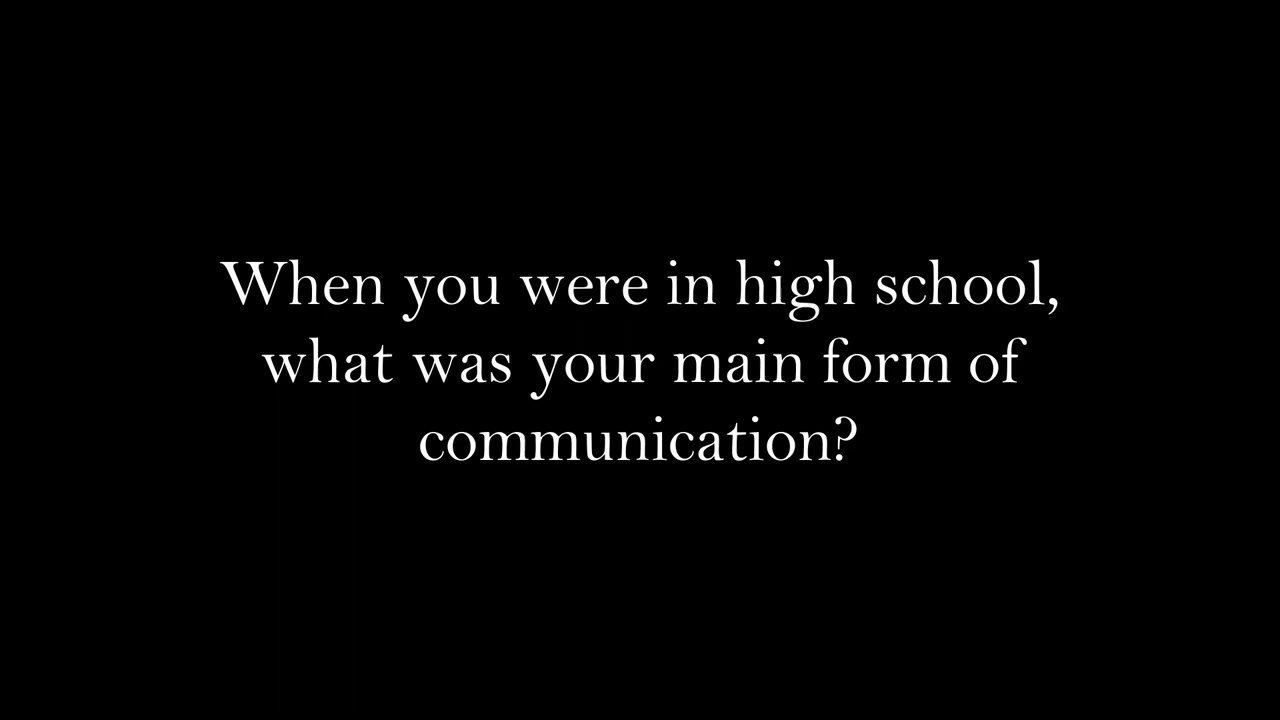 When you were in high school,
what was your main form of
communication?